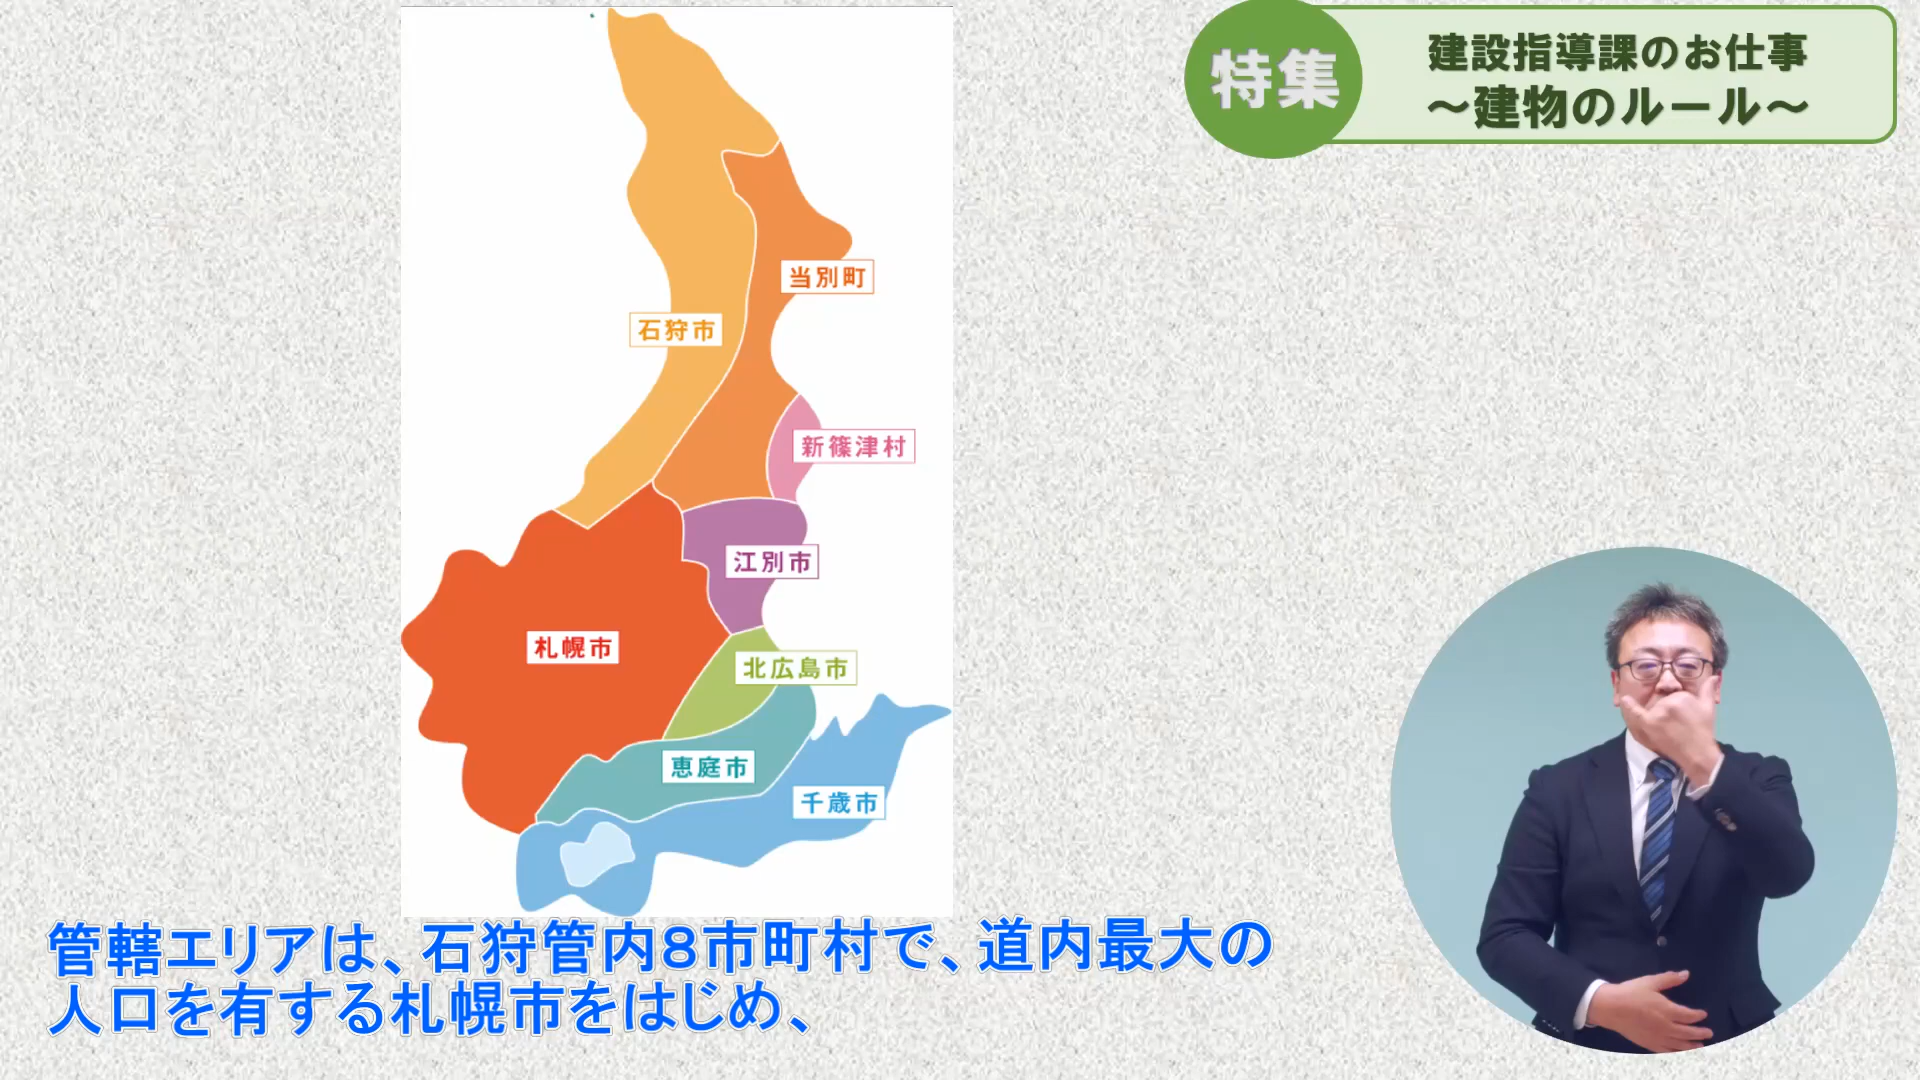 特集
建設指導課のお仕事
～建物のルール～
当別町
石狩市
新篠津村
江別市
札幌市
北広島市
恵庭市
千歳市
管轄エリアは、石狩管内８市町村で、道内最大の
人口を有する札幌市をはじめ、